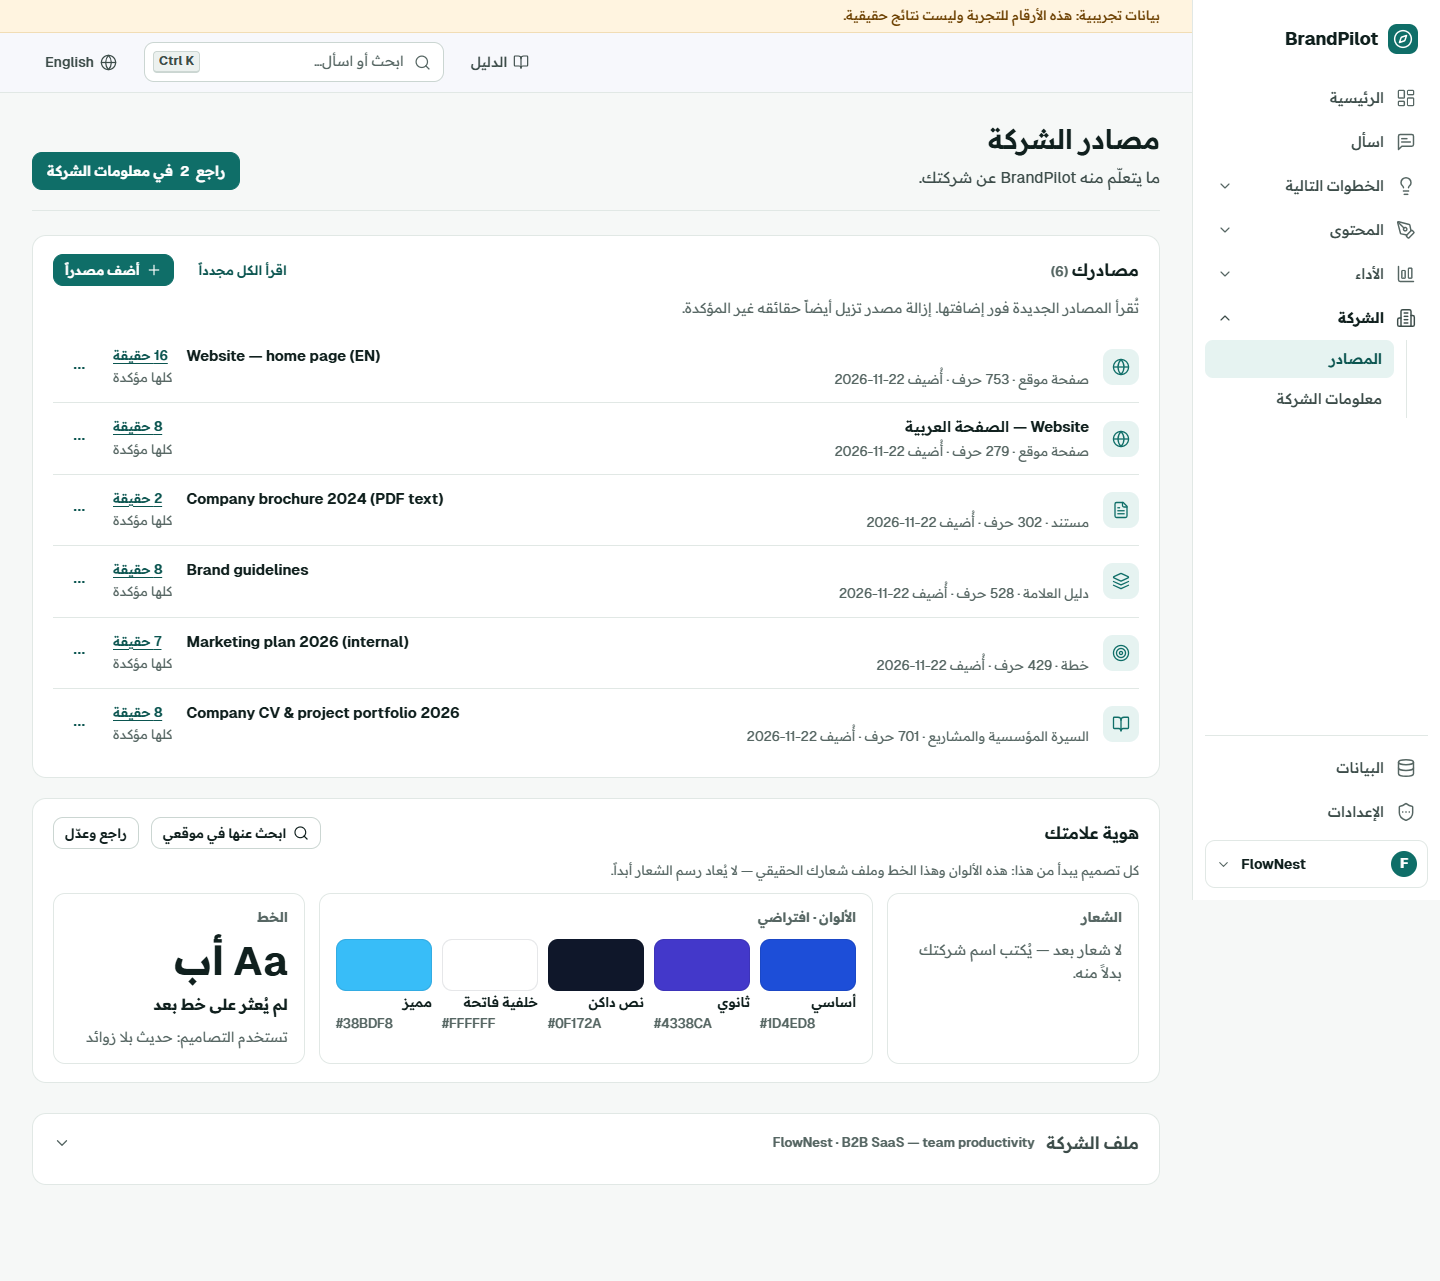 بيانات تجريبية: هذه الأرقام للتجربة وليست نتائج حقيقية.
BrandPilot
الرئيسية
اسأل
الخطوات التالية
المحتوى
الأداء
الشركة
المصادر
معلومات الشركة
البيانات
الإعدادات
F FlowNest
الدليل
ابحث أو اسأل...
Ctrl K
English
مصادر الشركة
ما يتعلّم منه BrandPilot عن شركتك.
راجع 2 في معلومات الشركة
مصادرك (6)
اقرأ الكل مجدداً
أضف مصدراً
تُقرأ المصادر الجديدة فور إضافتها. إزالة مصدر تزيل أيضاً حقائقه غير المؤكدة.
Website — home page (EN)
صفحة موقع · 753 حرف · أُضيف 22-11-2026
16 حقيقة
كلها مؤكدة
...
Website — الصفحة العربية
صفحة موقع · 279 حرف · أُضيف 22-11-2026
8 حقيقة
كلها مؤكدة
...
Company brochure 2024 (PDF text)
مستند · 302 حرف · أُضيف 22-11-2026
2 حقيقة
كلها مؤكدة
...
Brand guidelines
دليل العلامة · 528 حرف · أُضيف 22-11-2026
8 حقيقة
كلها مؤكدة
...
Marketing plan 2026 (internal)
خطة · 429 حرف · أُضيف 22-11-2026
7 حقيقة
كلها مؤكدة
...
Company CV & project portfolio 2026
السيرة المؤسسية والمشاريع · 701 حرف · أُضيف 22-11-2026
8 حقيقة
كلها مؤكدة
...
هوية علامتك
ابحث عنها في موقعي
راجع وعدّل
كل تصميم يبدأ من هذا: هذه الألوان وهذا الخط وملف شعارك الحقيقي — لا يُعاد رسم الشعار أبداً.
الشعار
لا شعار بعد — يُكتب اسم شركتك
بدلاً منه.
الألوان · افتراضي
أساسي
#1D4ED8
ثانوي
#4338CA
نص داكن
#0F172A
خلفية فاتحة
#FFFFFF
مميز
#38BDF8
الخط
Aa أب
لم يُعثر على خط بعد
تستخدم التصاميم: حديث بلا زوائد
ملف الشركة FlowNest · B2B SaaS — team productivity